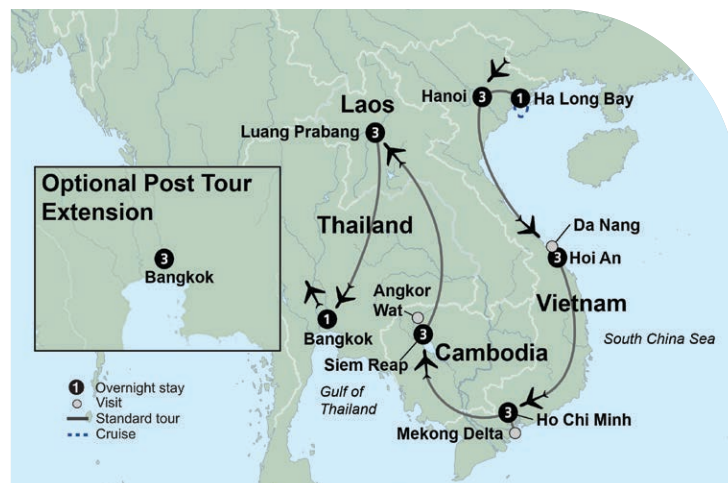 Hanoi
3
1
Ha Long Bay
Laos
Luang Prabang
3
Optional Post Tour
Extension
3
Bangkok
Thailand
Da Nang
3
Hoi An
Angkor
Wat
Vietnam
1
Bangkok
3
Siem Reap
Cambodia
South China Sea
Gulf of
Thailand
3
Ho Chi Minh
Mekong Delta
1 Overnight stay
Visit
Standard tour
Cruise